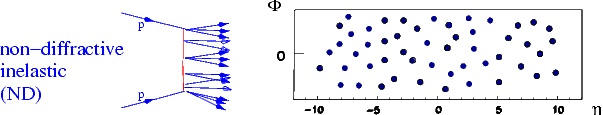 non-diffractive
inelastic
(ND)
p
p
Φ
0
-10 -5 0 5 10 η